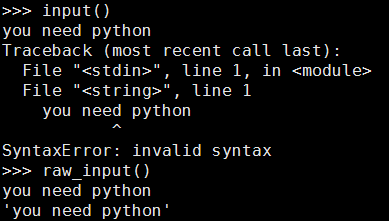 >>> input()
you need python
Traceback (most recent call last):
  File "<stdin>", line 1, in <module>
  File "<string>", line 1
    you need python
           ^
SyntaxError: invalid syntax
>>> raw_input()
you need python
'you need python'